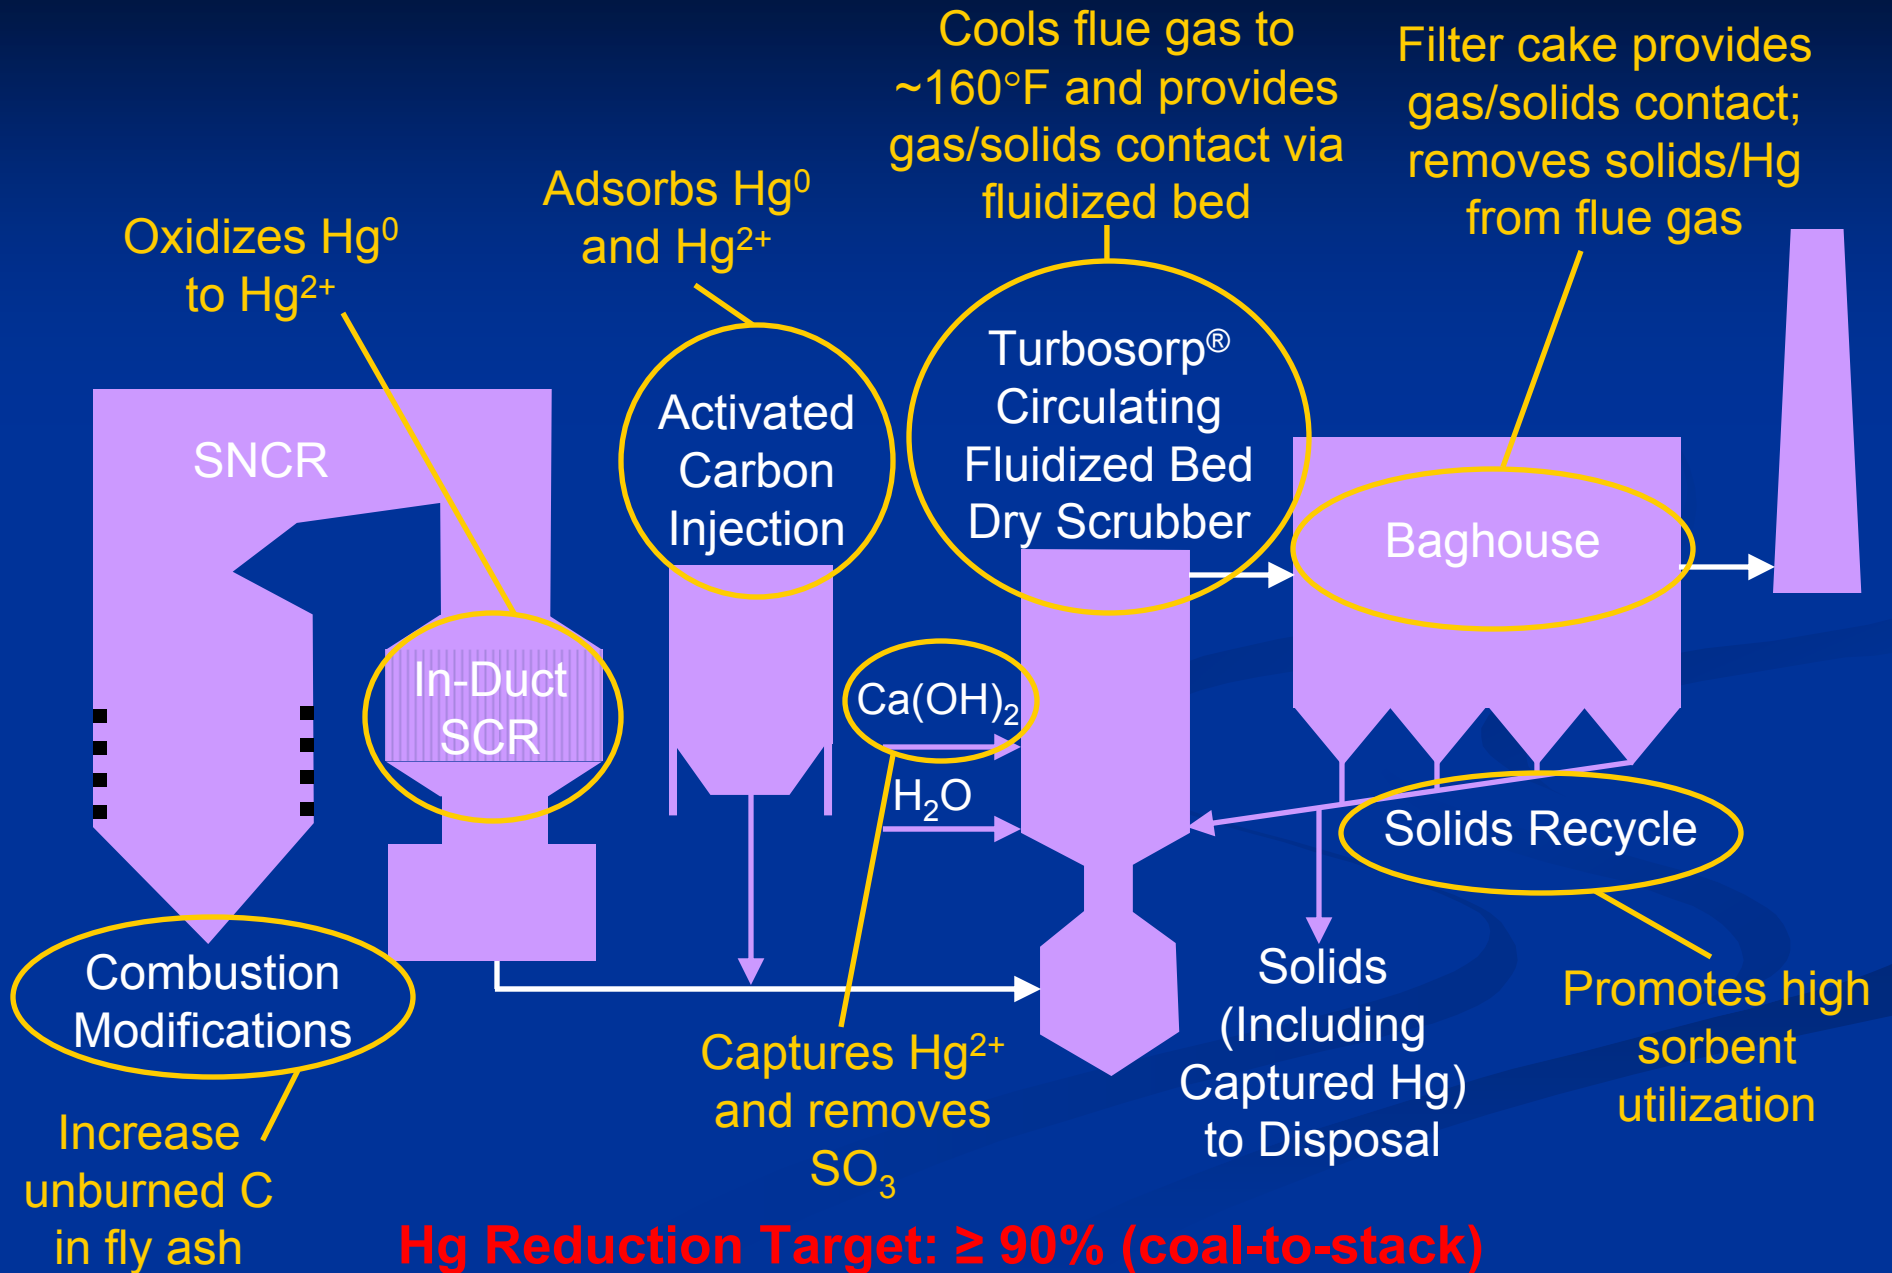 Cools flue gas to
~160°F and provides
gas/solids contact via
fluidized bed
Filter cake provides
gas/solids contact;
removes solids/Hg
from flue gas
Adsorbs Hg⁰
and Hg²⁺
Oxidizes Hg⁰
to Hg²⁺
SNCR
Activated
Carbon
Injection
Turbosorp®
Circulating
Fluidized Bed
Dry Scrubber
Baghouse
In-Duct
SCR
Ca(OH)₂
H₂O
Solids Recycle
Combustion
Modifications
Solids
(Including
Captured Hg)
to Disposal
Promotes high
sorbent
utilization
Captures Hg²⁺
and removes
SO₃
Increase
unburned C
in fly ash
Hg Reduction Target: ≥ 90% (coal-to-stack)